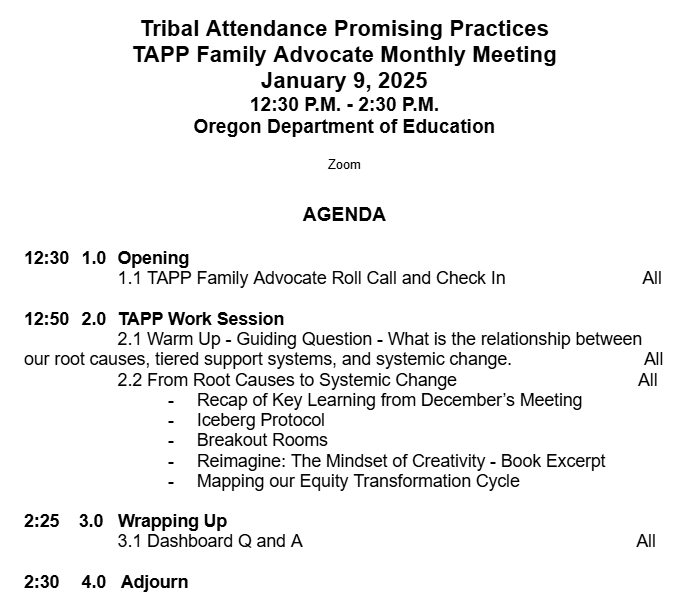 Tribal Attendance Promising Practices
TAPP Family Advocate Monthly Meeting
January 9, 2025
12:30 P.M. - 2:30 P.M.
Oregon Department of Education
Zoom
AGENDA
12:30 1.0 Opening
1.1 TAPP Family Advocate Roll Call and Check In All
12:50 2.0 TAPP Work Session
2.1 Warm Up - Guiding Question - What is the relationship between
our root causes, tiered support systems, and systemic change. All
2.2 From Root Causes to Systemic Change All
- Recap of Key Learning from December’s Meeting
- Iceberg Protocol
- Breakout Rooms
- Reimagine: The Mindset of Creativity - Book Excerpt
- Mapping our Equity Transformation Cycle
2:25 3.0 Wrapping Up
3.1 Dashboard Q and A All
2:30 4.0 Adjourn